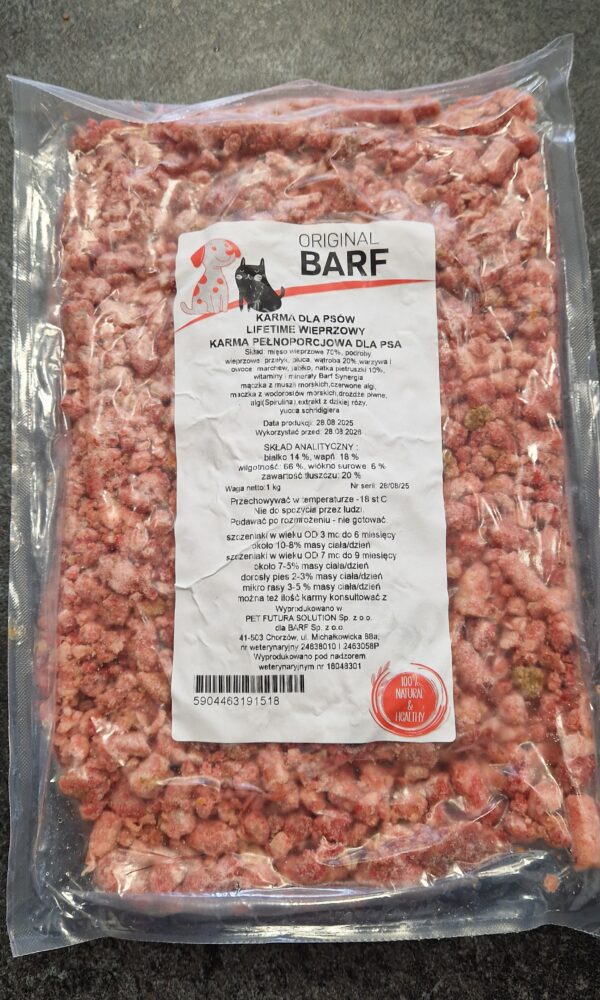 ORIGINAL
BARF
KARMA DLA PSÓW
LIFETIME WIEPRZOWY
KARMA PEŁNOPORCJOWA DLA PSA
Skład: mięso wieprzowe 70%, podroby
wieprzowe: przełyk, płuca, wątroba 20%,warzywa i
owoce: marchew, jabłko, natka pietruszki 10%,
witaminy - minerały Barf Synergia
mączka z muszli morskich,czerwone algi,
mączka z wodorostów morskich,drożdże piwne,
algi(Spirulina),extrakt z dzikiej róży,
yucca schridigiera
Data produkcji: 28.08.2025
Wykorzystać przed: 28.08.2026
SKŁAD ANALITYCZNY :
białko 14 %, wapń: 18 %
wilgotność: 66 %, włókno surowe: 6 %
zawartość tłuszczu: 20 %
Waga netto:1 kg Nr serii: 28/08/25
Przechowywać w temperaturze -18 st C
Nie do spożycia przez ludzi.
Podawać po rozmrożeniu - nie gotować.
szczeniaki w wieku OD 3 mc do 6 miesięcy
około 10-8% masy ciała/dzień
szczeniaki w wieku OD 7 mc do 9 miesięcy
około 7-5% masy ciała/dzień
dorosły pies 2-3% masy ciała/dzień
mikro rasy 3-5 % masy ciała/dzień
można też ilość karmy konsultować z
Wyprodukowano w
PET FUTURA SOLUTION Sp. z o.o.
dla BARF Sp. z o.o.
41-503 Chorzów, ul. Michałkowicka 88a,
nr weterynaryjny 24638010 I 2463058P
Wyprodukowano pod nadzorem
weterynaryjnym nr 18048301
5904463191518
100%
NATURAL
&
HEALTHY